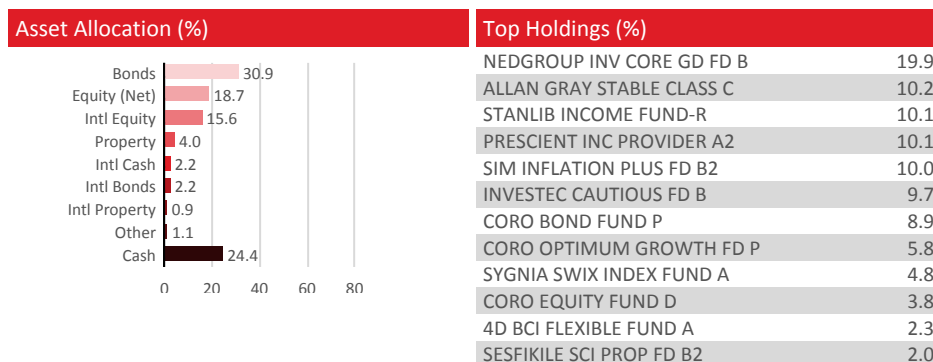 Asset Allocation (%)
Bonds 30.9
Equity (Net) 18.7
Intl Equity 15.6
Property 4.0
Intl Cash 2.2
Intl Bonds 2.2
Intl Property 0.9
Other 1.1
Cash 24.4
0 20 40 60 80
Top Holdings (%)
NEDGROUP INV CORE GD FD B 19.9
ALLAN GRAY STABLE CLASS C 10.2
STANLIB INCOME FUND-R 10.1
PRESCIENT INC PROVIDER A2 10.1
SIM INFLATION PLUS FD B2 10.0
INVESTEC CAUTIOUS FD B 9.7
CORO BOND FUND P 8.9
CORO OPTIMUM GROWTH FD P 5.8
SYGNIA SWIX INDEX FUND A 4.8
CORO EQUITY FUND D 3.8
4D BCI FLEXIBLE FUND A 2.3
SESFIKILE SCI PROP FD B2 2.0